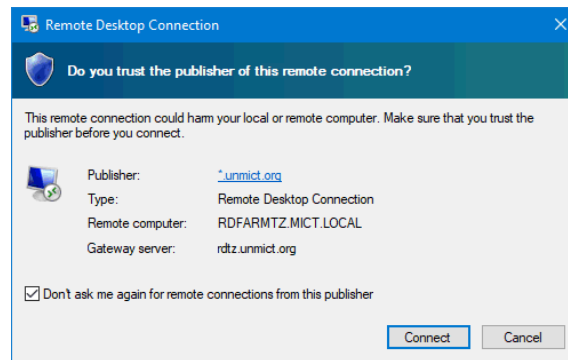 Remote Desktop Connection
Do you trust the publisher of this remote connection?
This remote connection could harm your local or remote computer. Make sure that you trust the
publisher before you connect.
Publisher: *.unmict.org
Type: Remote Desktop Connection
Remote computer: RDFARMTZ.MICT.LOCAL
Gateway server: rdtz.unmict.org
Don't ask me again for remote connections from this publisher
Connect Cancel